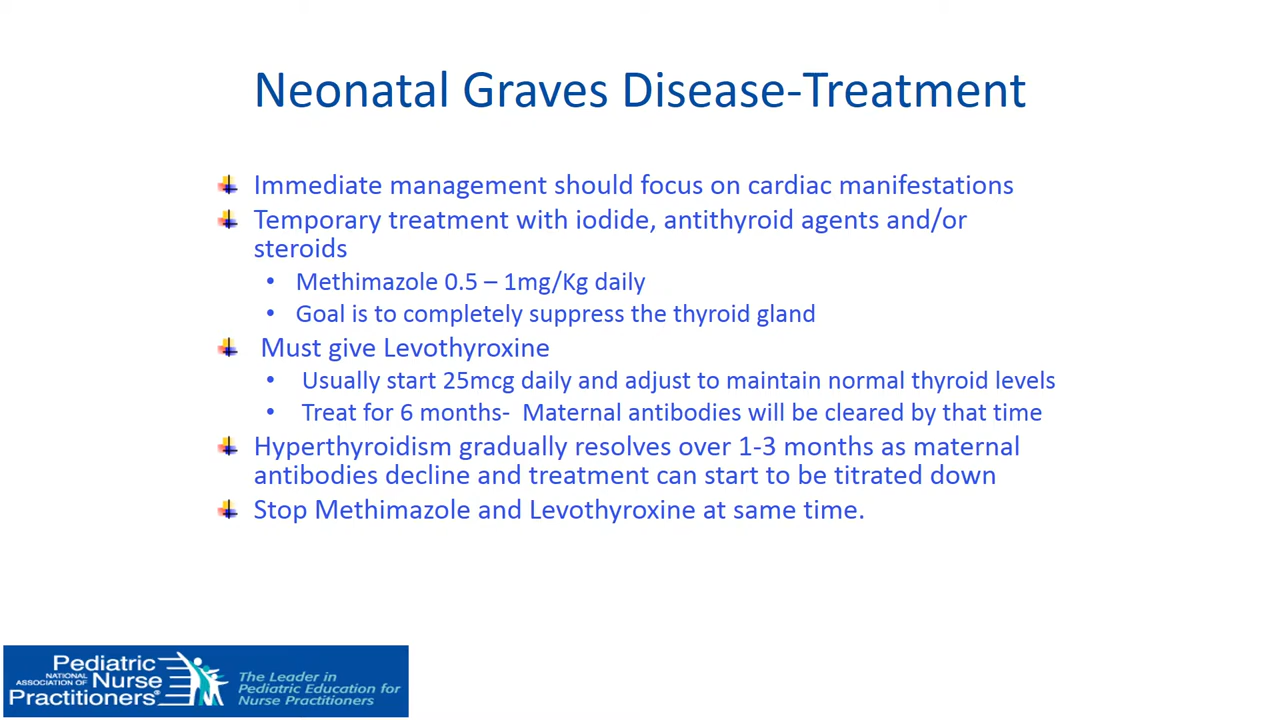 Neonatal Graves Disease-Treatment
Immediate management should focus on cardiac manifestations
Temporary treatment with iodide, antithyroid agents and/or
steroids
• Methimazole 0.5 – 1mg/Kg daily
• Goal is to completely suppress the thyroid gland
Must give Levothyroxine
• Usually start 25mcg daily and adjust to maintain normal thyroid levels
• Treat for 6 months- Maternal antibodies will be cleared by that time
Hyperthyroidism gradually resolves over 1-3 months as maternal
antibodies decline and treatment can start to be titrated down
Stop Methimazole and Levothyroxine at same time.
Pediatric
NATIONAL
ASSOCIATION OF
Nurse
Practitioners®
The Leader in
Pediatric Education for
Nurse Practitioners